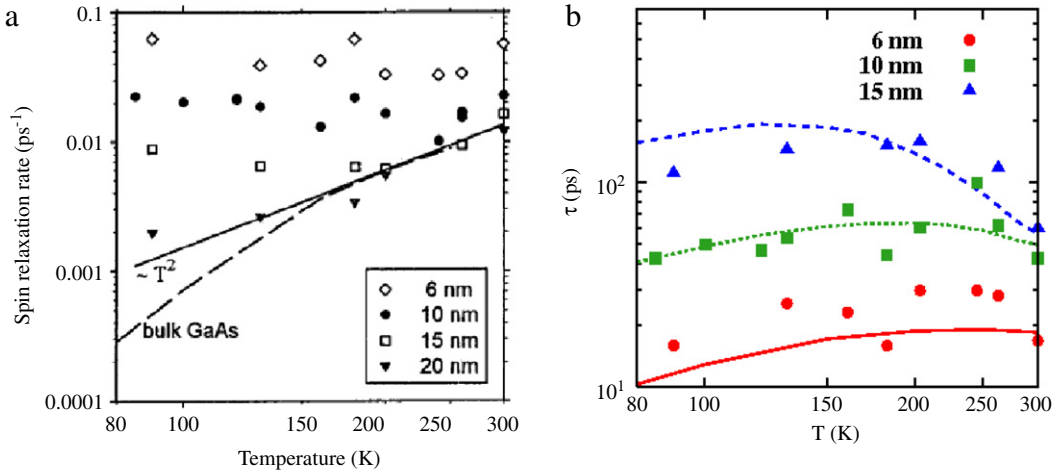 a
Spin relaxation rate (ps⁻¹)
0.1
0.01
0.001
0.0001
~ T²
bulk GaAs
6 nm
10 nm
15 nm
20 nm
80 100 150 200 250 300
Temperature (K)
b
τ (ps)
10²
10¹
6 nm
10 nm
15 nm
80 100 150 200 250 300
T (K)